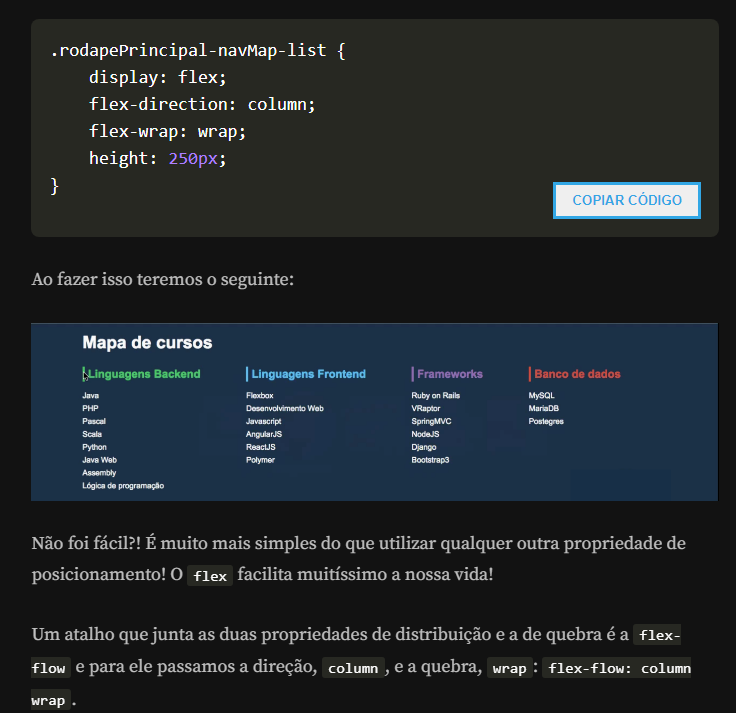 .rodapePrincipal-navMap-list {
    display: flex;
    flex-direction: column;
    flex-wrap: wrap;
    height: 250px;
}
COPIAR CÓDIGO
Ao fazer isso teremos o seguinte:
Mapa de cursos
Linguagens Backend
Java
PHP
Pascal
Scala
Python
Java Web
Assembly
Lógica de programação
Linguagens Frontend
Flexbox
Desenvolvimento Web
Javascript
AngularJS
ReactJS
Polymer
Frameworks
Ruby on Rails
VRaptor
SpringMVC
NodeJS
Django
Bootstrap3
Banco de dados
MySQL
MariaDB
Postegres
Não foi fácil?! É muito mais simples do que utilizar qualquer outra propriedade de
posicionamento! O flex facilita muitíssimo a nossa vida!
Um atalho que junta as duas propriedades de distribuição e a de quebra é a flex-
flow e para ele passamos a direção, column, e a quebra, wrap: flex-flow: column
wrap.